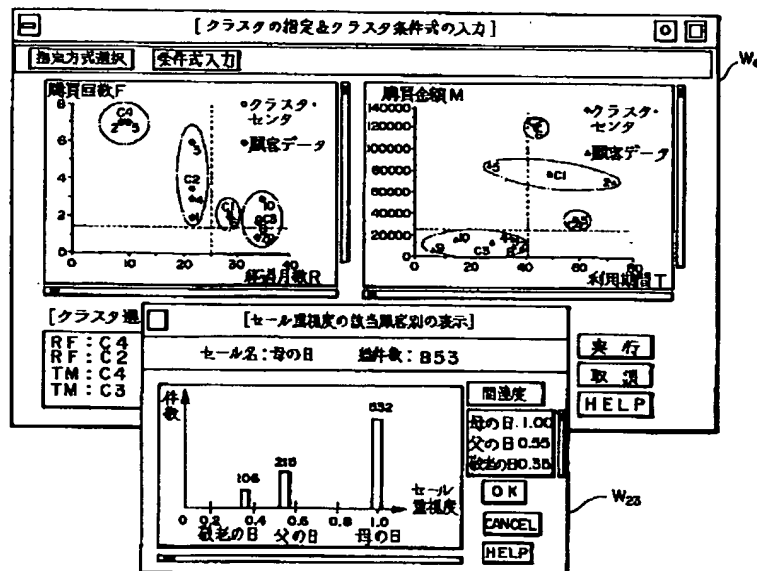 [クラスタの指定&クラスタ条件式の入力]
指定方式選択 条件式入力
購買回数F
8
6
4
2
0
0 10 20 30 40
経過月数R
クラスタ・センタ
顧客データ
C4
2 5
3
C2
4
1
C1
10
C3
購買金額M
140000
120000
100000
80000
60000
40000
20000
0
0 20 40 60 80
利用期間T
クラスタ・センタ
顧客データ
C1
10
C3
[クラスタ選
RF:C4
RF:C2
TM:C4
TM:C3
実行
取消
HELP
[セール重視度の該当顧客別の表示]
セール名:母の日 総件数:853
件数
106
215
532
0 0.2 0.4 0.6 0.8 1.0
セール重視度
敬老の日 父の日 母の日
関連度
母の日:1.00
父の日0.55
敬老の日0.35
OK
CANCEL
HELP
W23